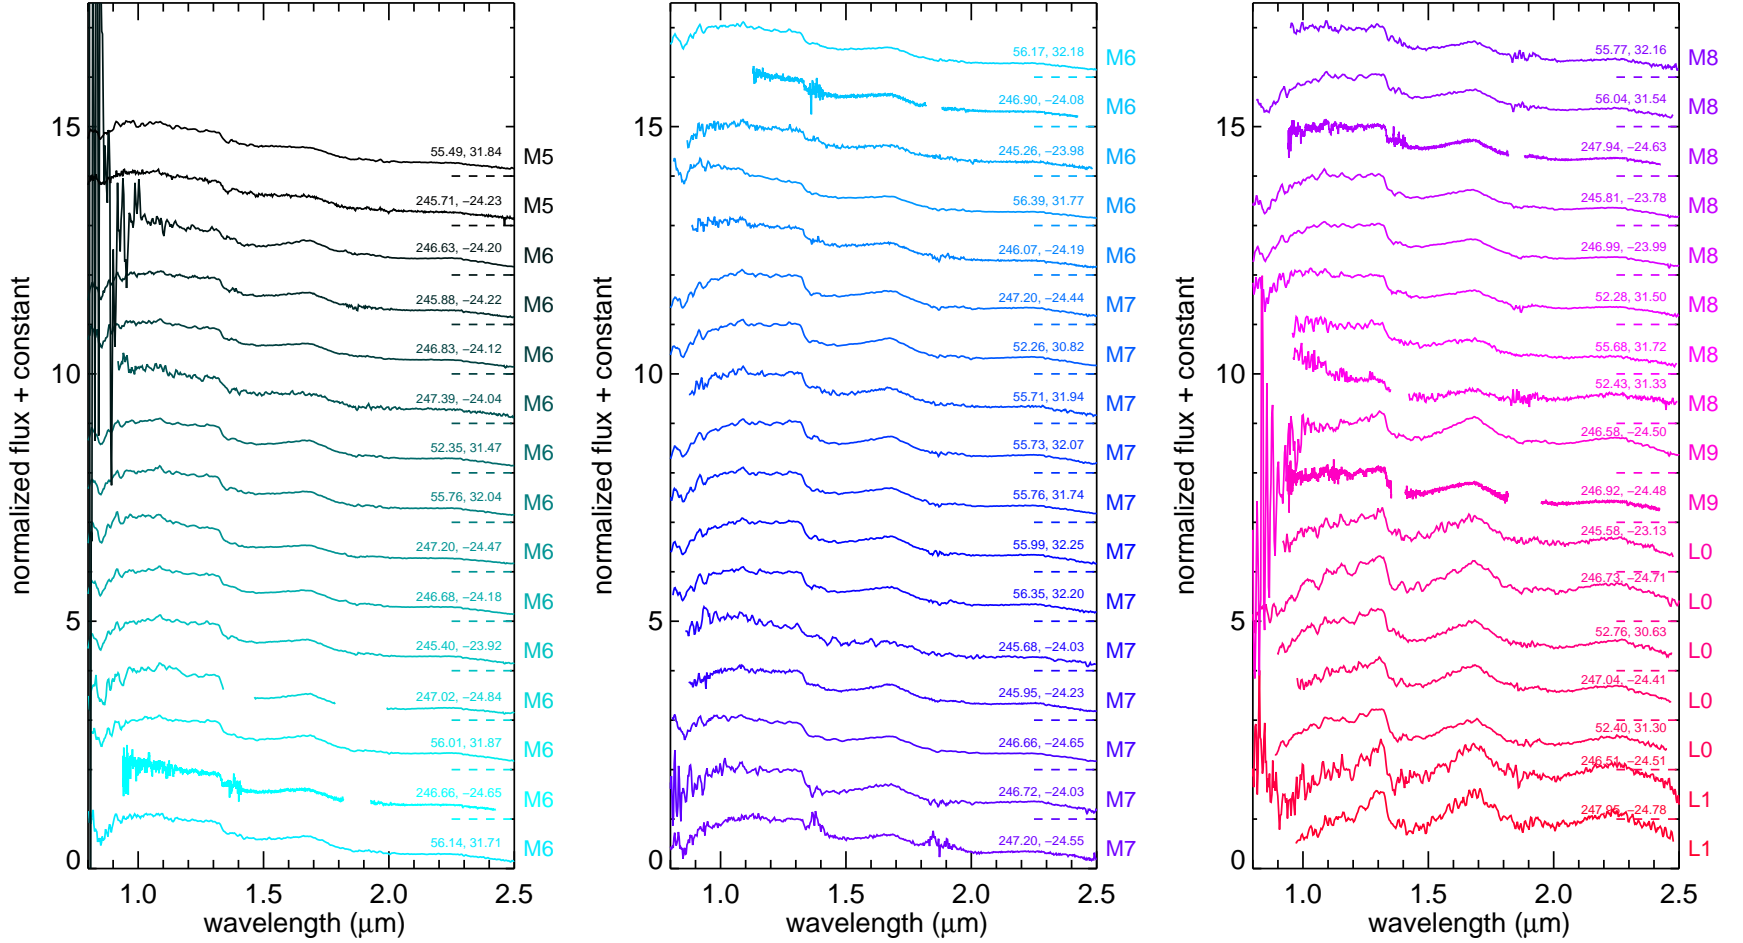 normalized flux + constant
15
10
5
0
55.49, 31.84 M5
245.71, −24.23 M5
246.63, −24.20 M6
245.88, −24.22 M6
246.83, −24.12 M6
247.39, −24.04 M6
52.35, 31.47 M6
55.76, 32.04 M6
247.20, −24.47 M6
246.68, −24.18 M6
245.40, −23.92 M6
247.02, −24.84 M6
56.01, 31.87 M6
246.66, −24.65 M6
56.14, 31.71 M6
1.0 1.5 2.0 2.5
wavelength (μm)
normalized flux + constant
15
10
5
0
56.17, 32.18 M6
246.90, −24.08 M6
245.26, −23.98 M6
56.39, 31.77 M6
246.07, −24.19 M6
247.20, −24.44 M7
52.26, 30.82 M7
55.71, 31.94 M7
55.73, 32.07 M7
55.76, 31.74 M7
55.99, 32.25 M7
56.35, 32.20 M7
245.68, −24.03 M7
245.95, −24.23 M7
246.66, −24.65 M7
246.72, −24.03 M7
247.20, −24.55 M7
1.0 1.5 2.0 2.5
wavelength (μm)
normalized flux + constant
15
10
5
0
55.77, 32.16 M8
56.04, 31.54 M8
247.94, −24.63 M8
245.81, −23.78 M8
246.99, −23.99 M8
52.28, 31.50 M8
55.68, 31.72 M8
52.43, 31.33 M8
246.58, −24.50 M9
246.92, −24.48 M9
245.58, −23.13 L0
246.73, −24.71 L0
52.76, 30.63 L0
247.04, −24.41 L0
52.40, 31.30 L0
246.51, −24.51 L1
247.95, −24.78 L1
1.0 1.5 2.0 2.5
wavelength (μm)